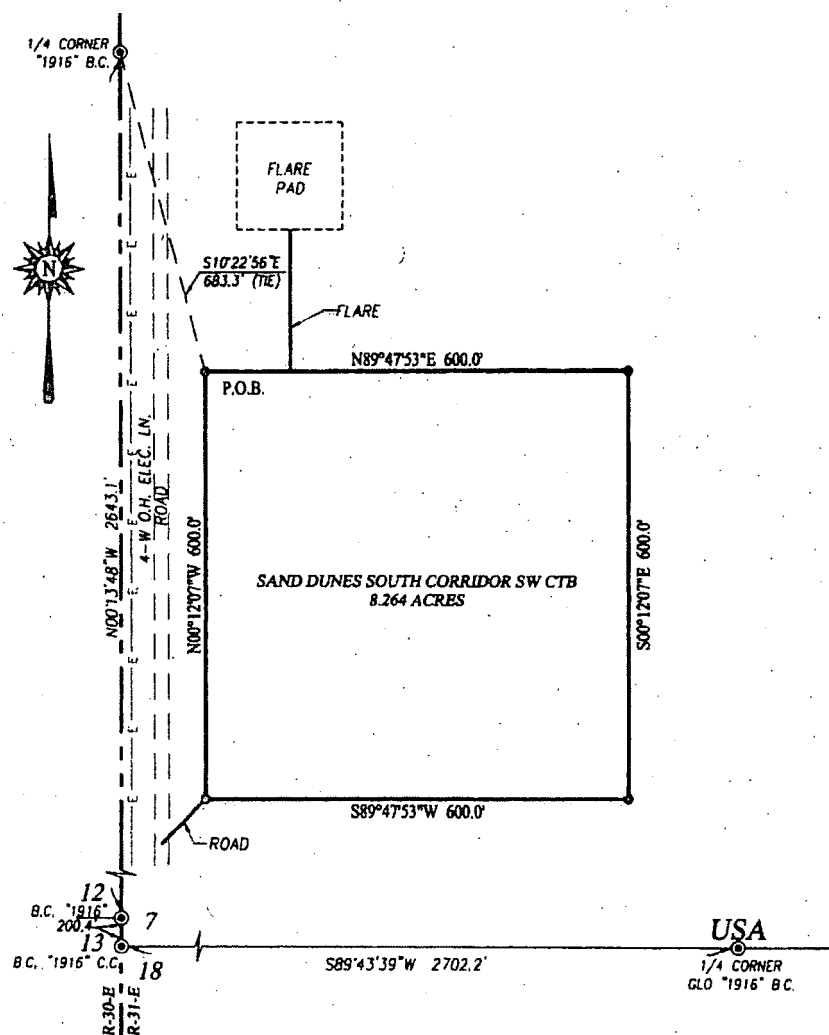 1/4 CORNER
"1916" B.C.
FLARE
PAD
N
S10°22'56"E
683.3' (TIE)
FLARE
N89°47'53"E 600.0'
P.O.B.
E
E
E
E
E
E
E
E
E
E
N00°13'48"W 2643.1'
4-W O.H. ELEC. LN.
ROAD
N00°12'07"W 600.0'
SAND DUNES SOUTH CORRIDOR SW CTB
8.264 ACRES
S00°12'07"E 600.0'
S89°47'53"W 600.0'
ROAD
12
B.C. "1916"
7
200.4'
13
B.C. "1916" C.C.
18
S89°43'39"W 2702.2'
USA
1/4 CORNER
GLO "1916" B.C.
R-30-E
R-31-E